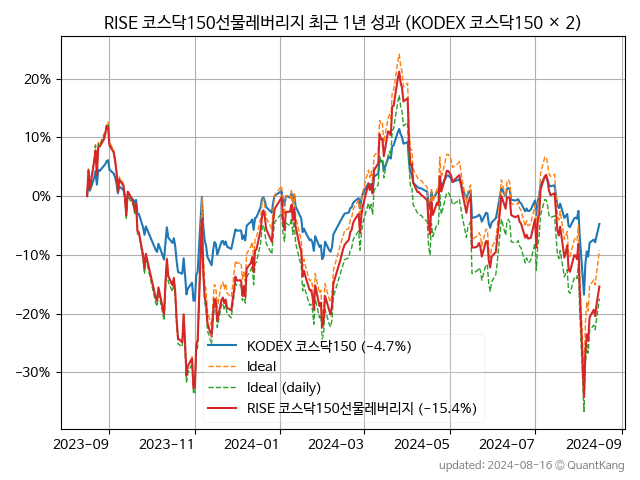 RISE 코스닥150선물레버리지 최근 1년 성과 (KODEX 코스닥150 × 2)
20%
10%
0%
−10%
−20%
−30%
KODEX 코스닥150 (−4.7%)
Ideal
Ideal (daily)
RISE 코스닥150선물레버리지 (−15.4%)
2023-09 2023-11 2024-01 2024-03 2024-05 2024-07 2024-09
updated: 2024-08-16 © QuantKang